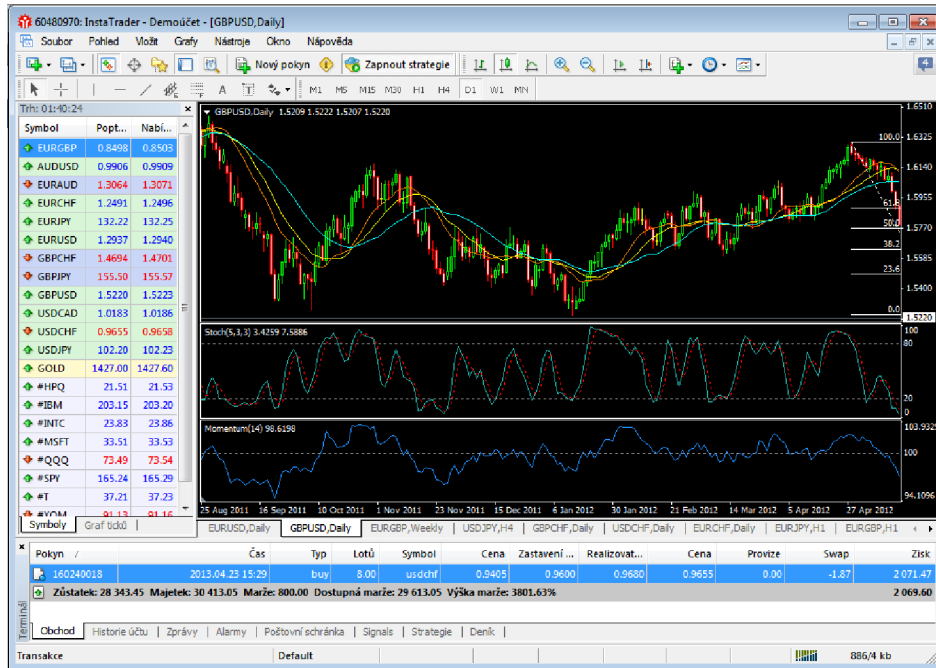 60480970: InstaTrader - Demoúčet - [GBPUSD,Daily]
Soubor Pohled Vložit Grafy Nástroje Okno Nápověda
Nový pokyn Zapnout strategie 4
A T M1 M5 M15 M30 H1 H4 D1 W1 MN
Trh: 01:40:24
Symbol Popt... Nabí...
EURGBP 0.8498 0.8503
AUDUSD 0.9906 0.9909
EURAUD 1.3064 1.3071
EURCHF 1.2491 1.2496
EURJPY 132.22 132.25
EURUSD 1.2937 1.2940
GBPCHF 1.4694 1.4701
GBPJPY 155.50 155.57
GBPUSD 1.5220 1.5223
USDCAD 1.0183 1.0186
USDCHF 0.9655 0.9658
USDJPY 102.20 102.23
GOLD 1427.00 1427.60
#HPQ 21.51 21.53
#IBM 203.15 203.20
#INTC 23.83 23.86
#MSFT 33.51 33.53
#QQQ 73.49 73.54
#SPY 165.24 165.29
#T 37.21 37.23
#XOM 91.13 91.16
Symboly Graf ticků
GBPUSD,Daily 1.5209 1.5222 1.5207 1.5220
1.6510
100.0 1.6325
1.6140
1.5955
61.8
50.0 1.5770
38.2 1.5585
23.6
1.5400
0.0
1.5220
Stoch(5,3,3) 3.4259 7.5886
100
80
20
0
Momentum(14) 98.6198
103.9329
100
94.1096
25 Aug 2011 16 Sep 2011 10 Oct 2011 1 Nov 2011 23 Nov 2011 15 Dec 2011 6 Jan 2012 30 Jan 2012 21 Feb 2012 14 Mar 2012 5 Apr 2012 27 Apr 2012
EURUSD,Daily GBPUSD,Daily EURGBP,Weekly USDJPY,H4 GBPCHF,Daily USDCHF,Daily EURCHF,Daily EURJPY,H1 EURGBP,H1
Pokyn / Čas Typ Lotů Symbol Cena Zastavení ... Realizovat... Cena Provize Swap Zisk
160240018 2013.04.23 15:29 buy 8.00 usdchf 0.9405 0.9600 0.9680 0.9655 0.00 -1.87 2 071.47
Zůstatek: 28 343.45 Majetek: 30 413.05 Marže: 800.00 Dostupná marže: 29 613.05 Výška marže: 3801.63% 2 069.60
Terminál
Obchod Historie účtu Zprávy Alarmy Poštovní schránka Signals Strategie Deník
Transakce Default 886/4 kb